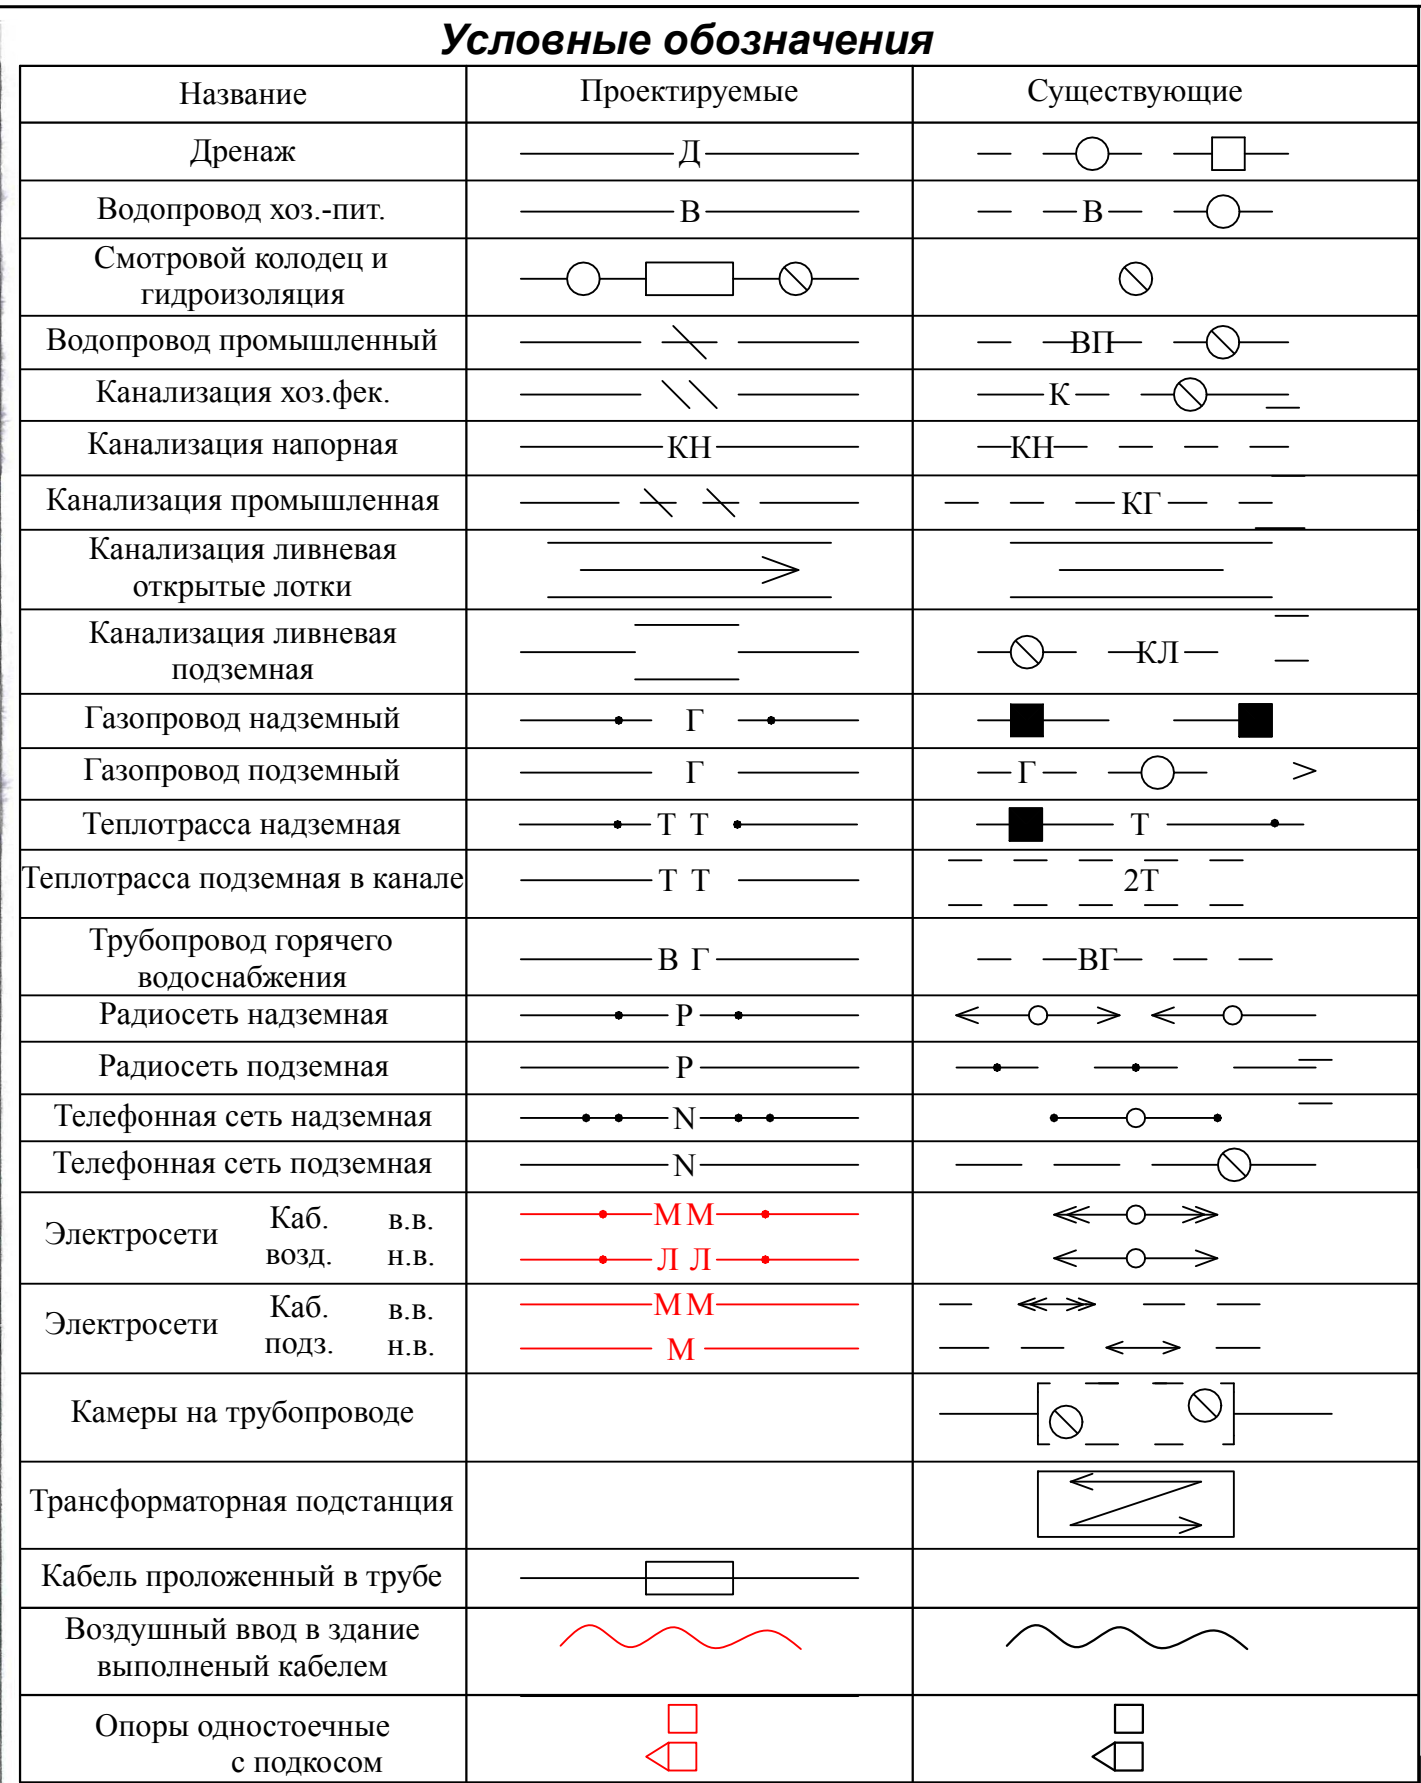 Условные обозначения
Название Проектируемые Существующие
Дренаж Д
Водопровод хоз.-пит. В В
Смотровой колодец и
гидроизоляция
Водопровод промышленный ВП
Канализация хоз.фек. К
Канализация напорная КН КН
Канализация промышленная КГ
Канализация ливневая
открытые лотки
Канализация ливневая
подземная КЛ
Газопровод надземный Г
Газопровод подземный Г Г
Теплотрасса надземная Т Т Т
Теплотрасса подземная в канале Т Т 2Т
Трубопровод горячего
водоснабжения В Г ВГ
Радиосеть надземная Р
Радиосеть подземная Р
Телефонная сеть надземная N
Телефонная сеть подземная N
Электросети Каб. в.в. ММ
возд. н.в. Л Л
Электросети Каб. в.в. ММ
подз. н.в. М
Камеры на трубопроводе
Трансформаторная подстанция
Кабель проложенный в трубе
Воздушный ввод в здание
выполненый кабелем
Опоры одностоечные
с подкосом